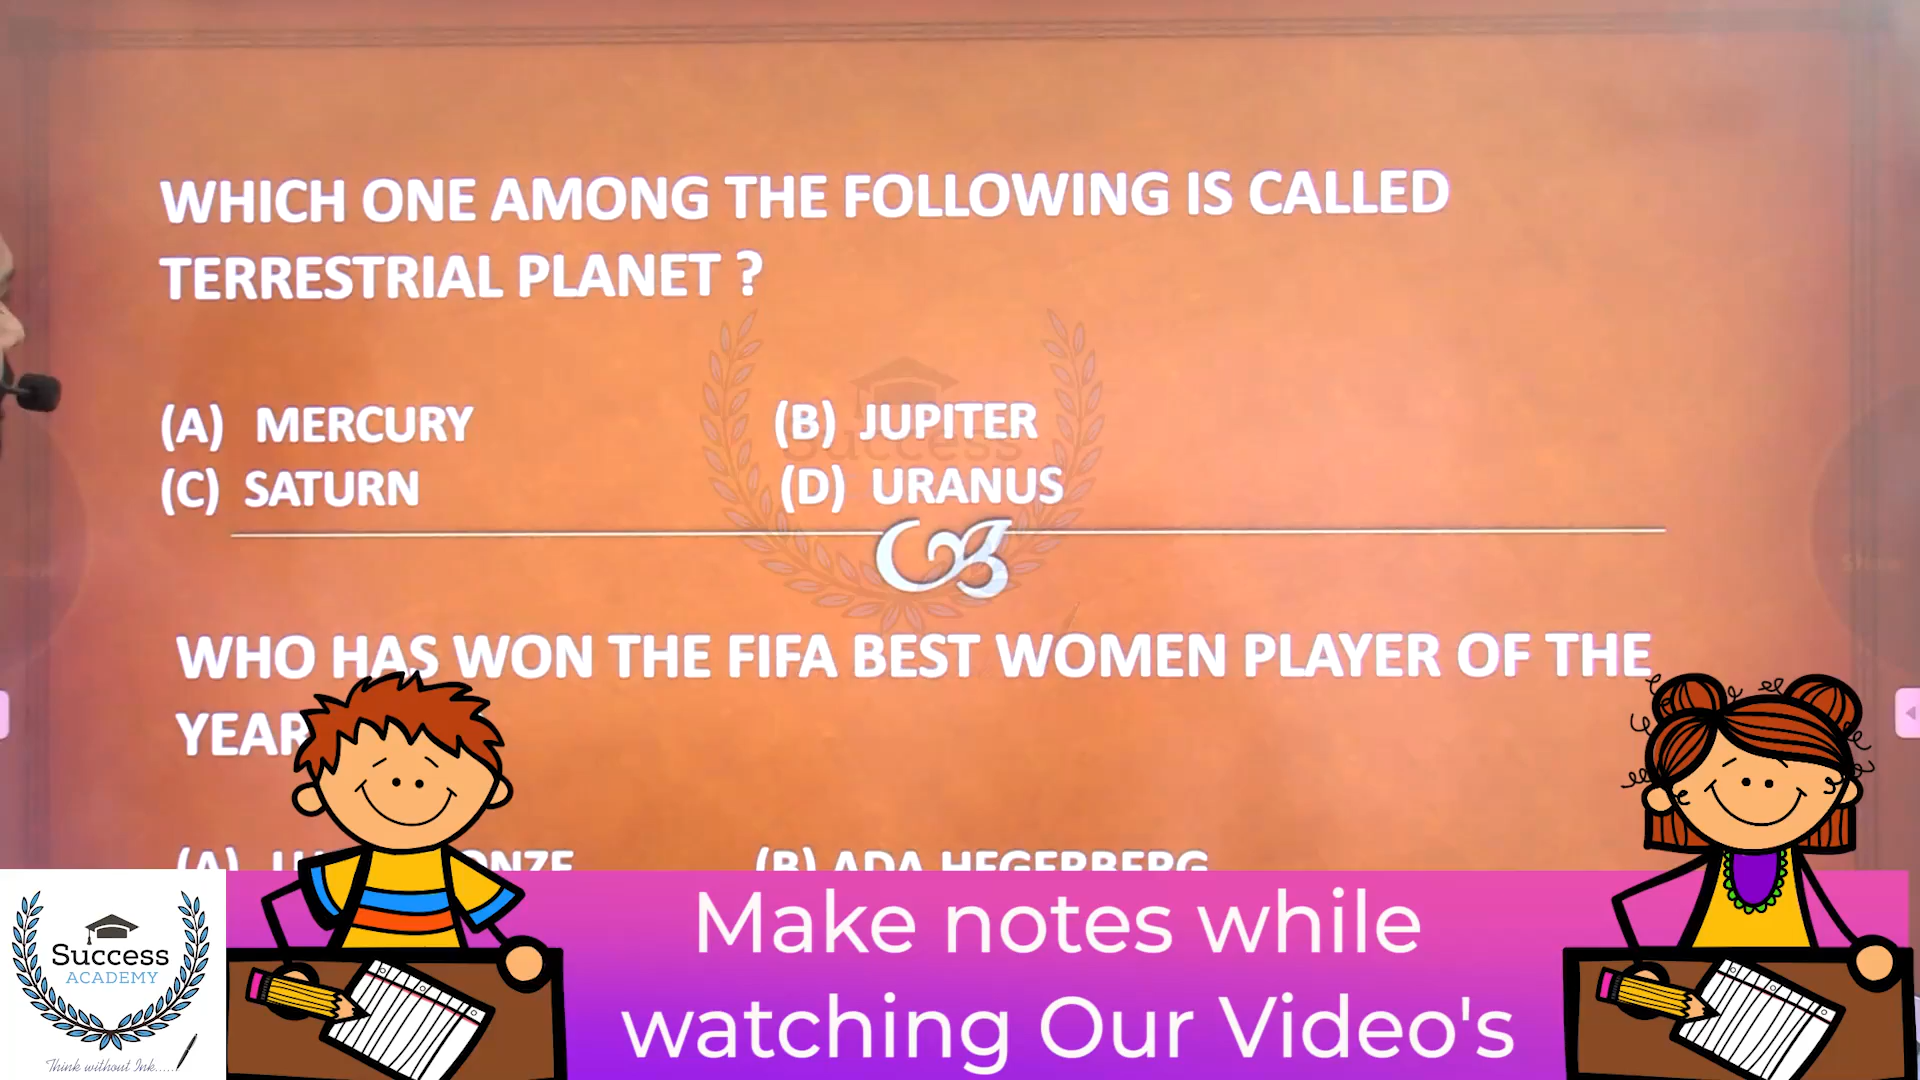 WHICH ONE AMONG THE FOLLOWING IS CALLED
TERRESTRIAL PLANET ?
(A) MERCURY (B) JUPITER
(C) SATURN (D) URANUS
Success
WHO HAS WON THE FIFA BEST WOMEN PLAYER OF THE
YEAR
(A) (B) ADA HEGERBERG
Make notes while
watching Our Video's
Success
ACADEMY
Think without Ink.....